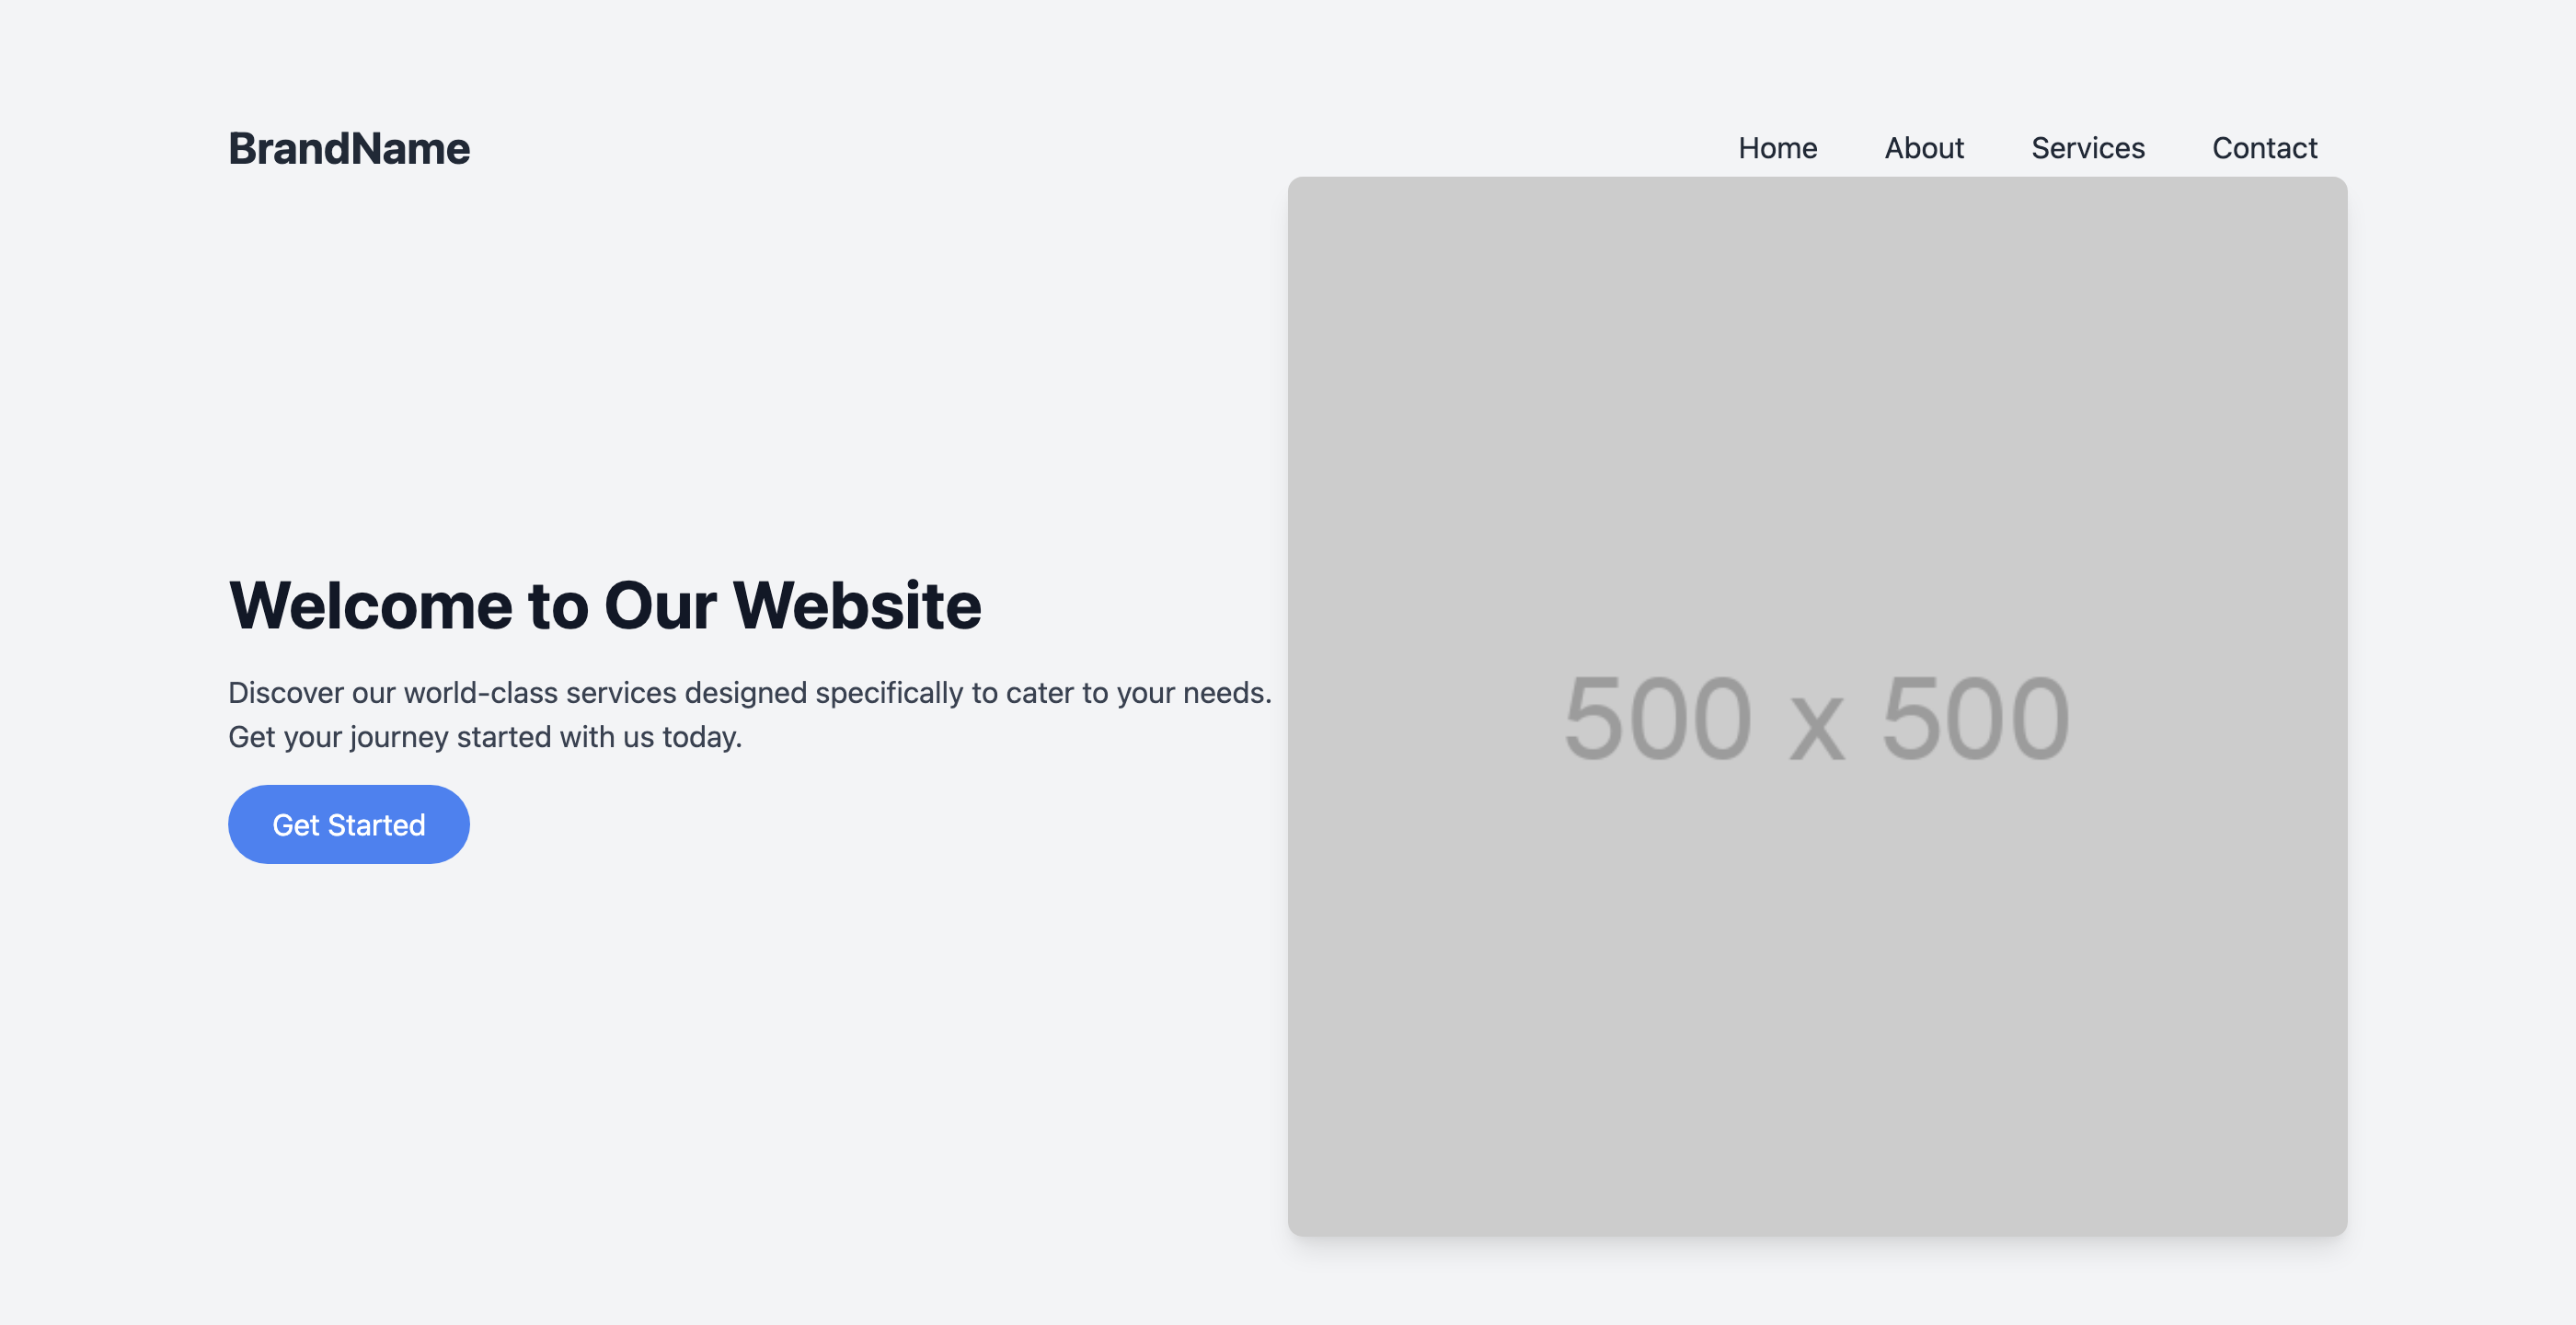 BrandName
Home About Services Contact
Welcome to Our Website
Discover our world-class services designed specifically to cater to your needs.
Get your journey started with us today.
Get Started
500 x 500